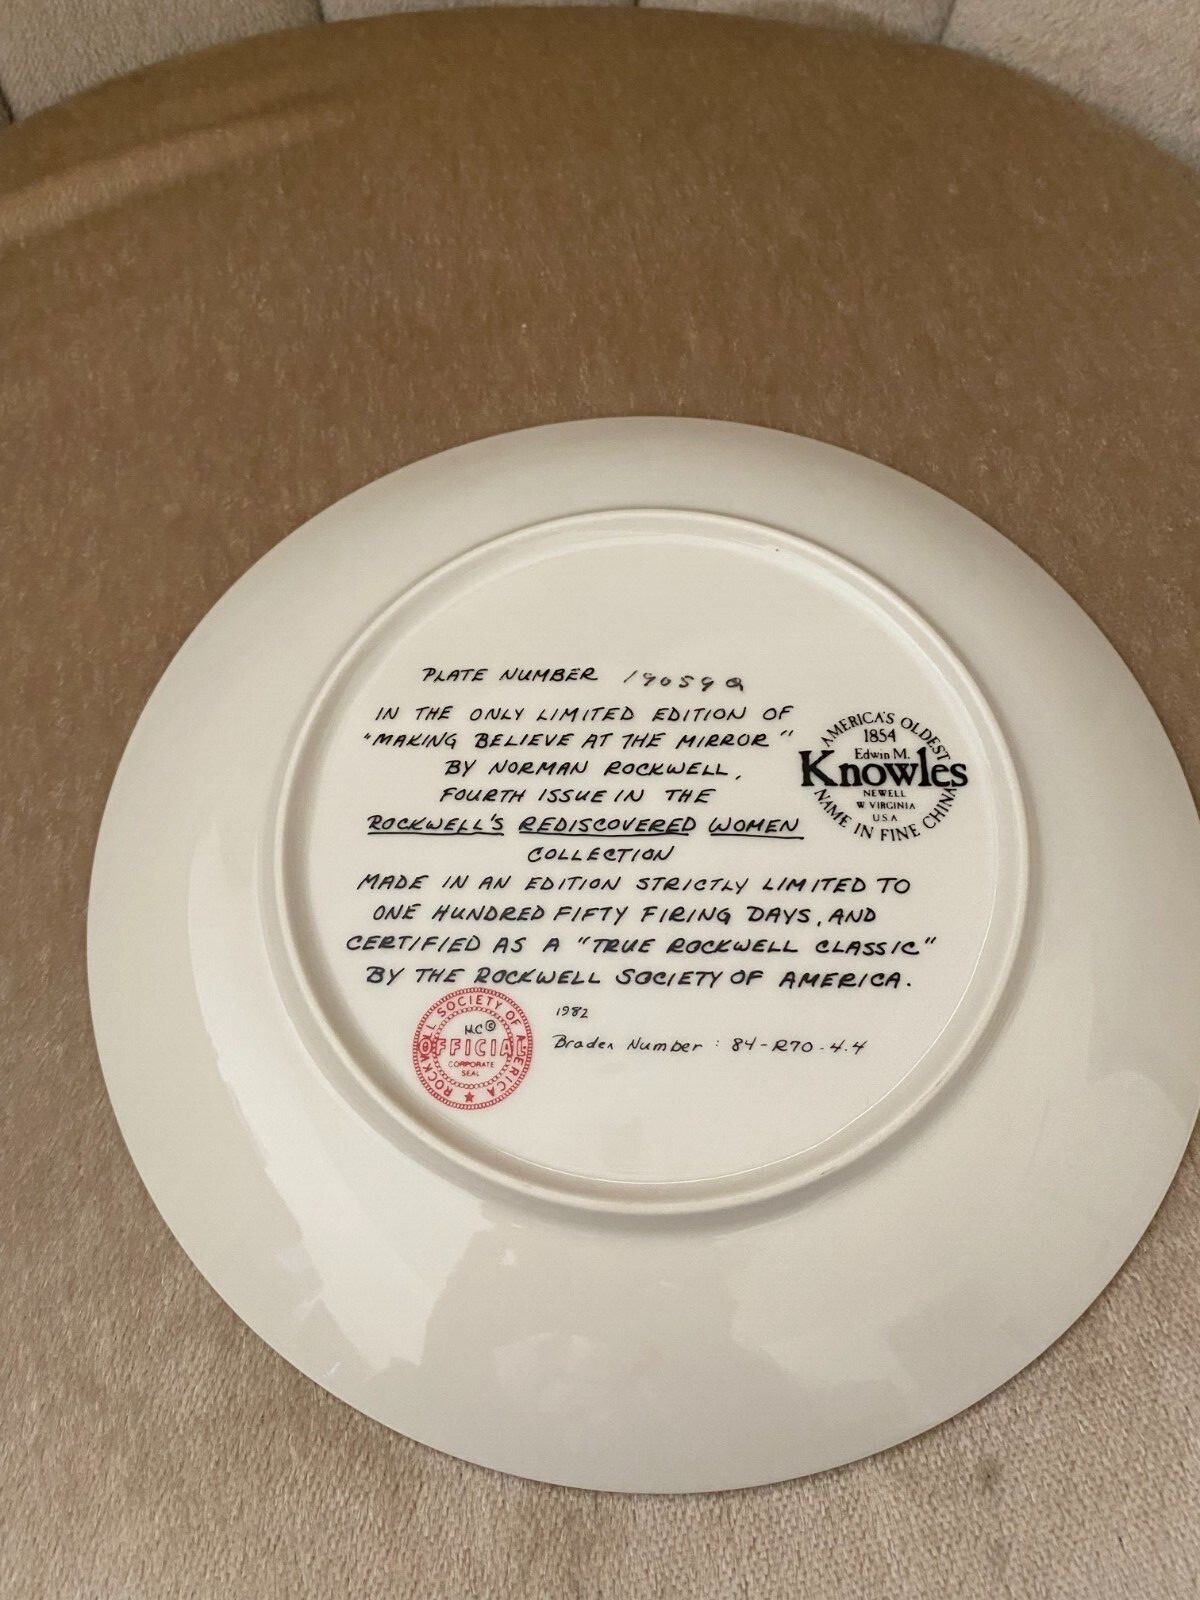 PLATE NUMBER 19059Q
IN THE ONLY LIMITED EDITION OF
"MAKING BELIEVE AT THE MIRROR"
BY NORMAN ROCKWELL,
FOURTH ISSUE IN THE
ROCKWELL'S REDISCOVERED WOMEN
COLLECTION
MADE IN AN EDITION STRICTLY LIMITED TO
ONE HUNDRED FIFTY FIRING DAYS, AND
CERTIFIED AS A "TRUE ROCKWELL CLASSIC"
BY THE ROCKWELL SOCIETY OF AMERICA.
AMERICA'S OLDEST
1854
Edwin M.
Knowles
NEWELL
W VIRGINIA
U.S.A
NAME IN FINE CHINA
ROCKWELL SOCIETY OF AMERICA
MC©
OFFICIAL
CORPORATE
SEAL
1982
Bradex Number: 84-R70-4.4